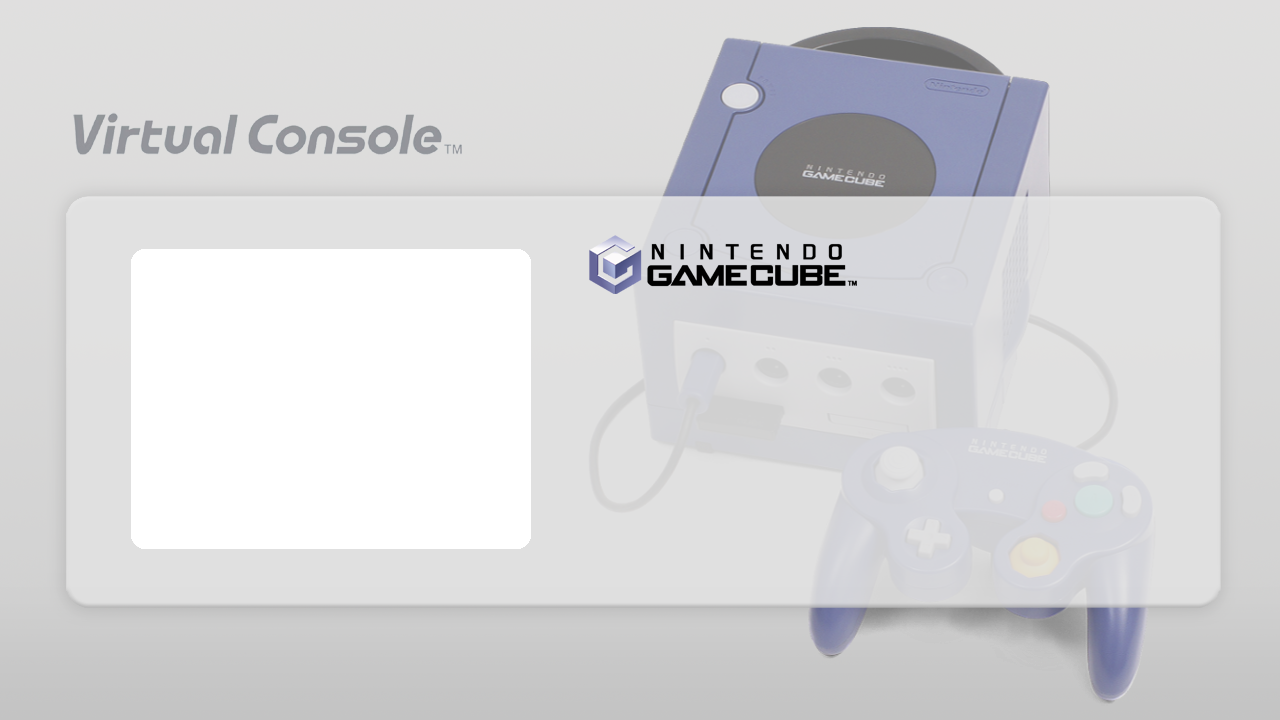 Virtual Console™
Nintendo
NINTENDO
GAMECUBE
NINTENDO
GAMECUBE™
NINTENDO
GAMECUBE